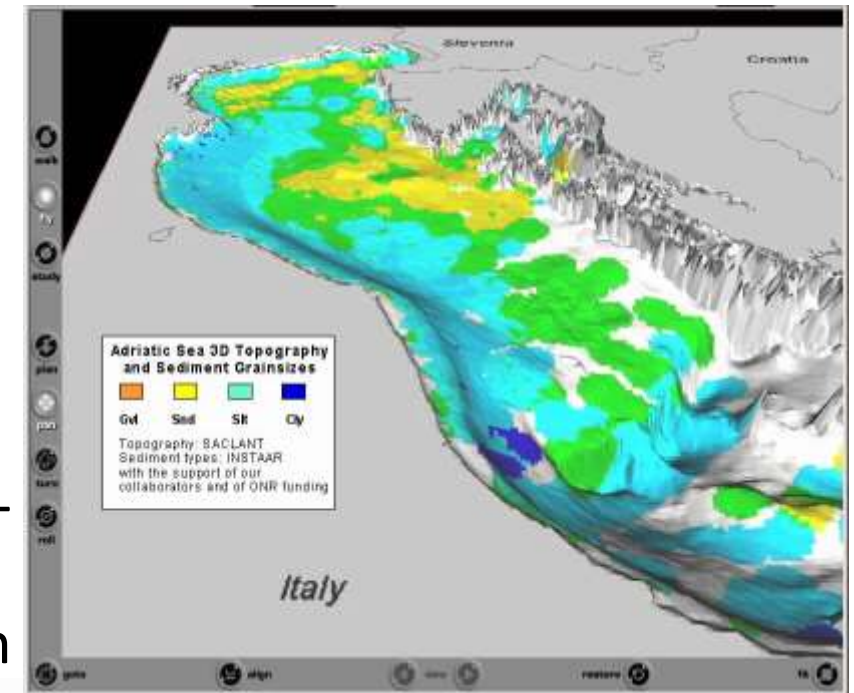 Slovenia
Croatia
walk
fly
study
plan
pan
turn
roll
Adriatic Sea 3D Topography
and Sediment Grainsizes
Gvl Snd Slt Cly
Topography: SACLANT
Sediment types: INSTAAR
with the support of our
collaborators and of ONR funding
Italy
n
goto align view restore fit